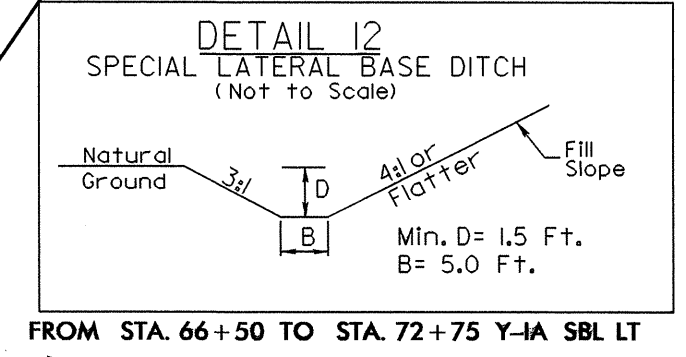 DETAIL 12
SPECIAL LATERAL BASE DITCH
(Not to Scale)
Natural
Ground
3:1
D
B
4:1 or
Flatter
Fill
Slope
Min. D= 1.5 Ft.
B= 5.0 Ft.
FROM STA. 66+50 TO STA. 72+75 Y-1A SBL LT